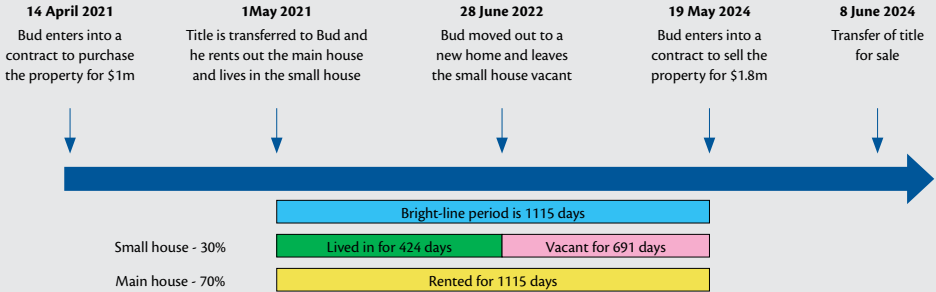 14 April 2021
Bud enters into a
contract to purchase
the property for $1m
1May 2021
Title is transferred to Bud and
he rents out the main house
and lives in the small house
28 June 2022
Bud moved out to a
new home and leaves
the small house vacant
19 May 2024
Bud enters into a
contract to sell the
property for $1.8m
8 June 2024
Transfer of title
for sale
Bright-line period is 1115 days
Small house - 30%
Lived in for 424 days
Vacant for 691 days
Main house - 70%
Rented for 1115 days